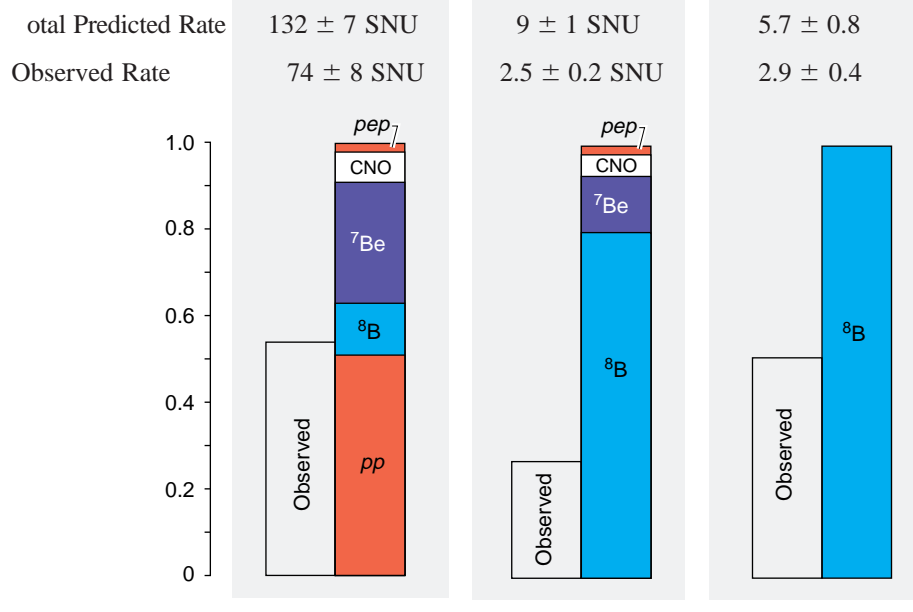 otal Predicted Rate 132 ± 7 SNU 9 ± 1 SNU 5.7 ± 0.8
Observed Rate 74 ± 8 SNU 2.5 ± 0.2 SNU 2.9 ± 0.4
pep pep
1.0
CNO CNO
0.8
⁷Be ⁷Be
0.6
⁸B ⁸B ⁸B
0.4
Observed pp Observed Observed
0.2
0